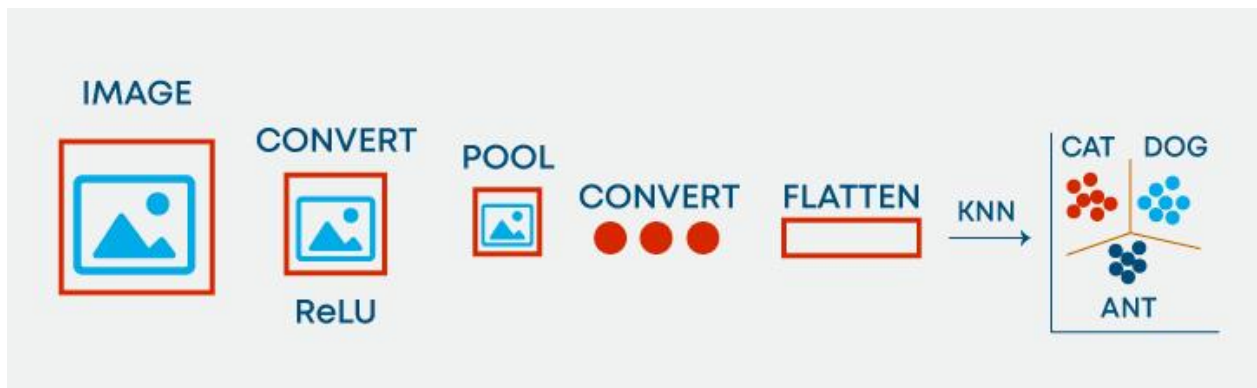 IMAGE
CONVERT
ReLU
POOL
CONVERT
FLATTEN
KNN
CAT DOG
ANT